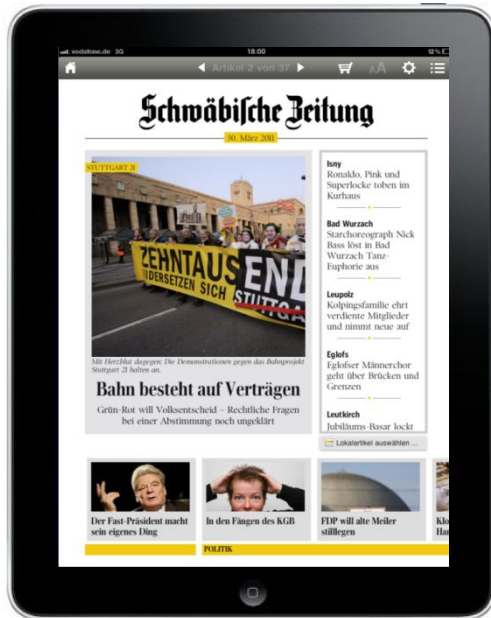 vodafone.de 3G
18:00
12%
Artikel 2 von 37
AA
Schwäbische Zeitung
30. März 2011
STUTTGART 21
ZEHNTAUSEND
WIDERSETZEN SICH
STUTTG
Mit Herzblut dagegen: Die Demonstrationen gegen das Bahnprojekt
Stuttgart 21 halten an.
Bahn besteht auf Verträgen
Grün-Rot will Volksentscheid – Rechtliche Fragen
bei einer Abstimmung noch ungeklärt
Isny
Ronaldo, Pink und
Superlocke toben im
Kurhaus
Bad Wurzach
Starchoreograph Nick
Bass löst in Bad
Wurzach Tanz-
Euphorie aus
Leupolz
Kolpingsfamilie ehrt
verdiente Mitglieder
und nimmt neue auf
Eglofs
Eglofser Männerchor
geht über Brücken und
Grenzen
Leutkirch
Jubiläums-Basar lockt
Lokalartikel auswählen ...
Der Fast-Präsident macht
sein eigenes Ding
In den Fängen des KGB
FDP will alte Meiler
stilllegen
Klo
Han
POLITIK